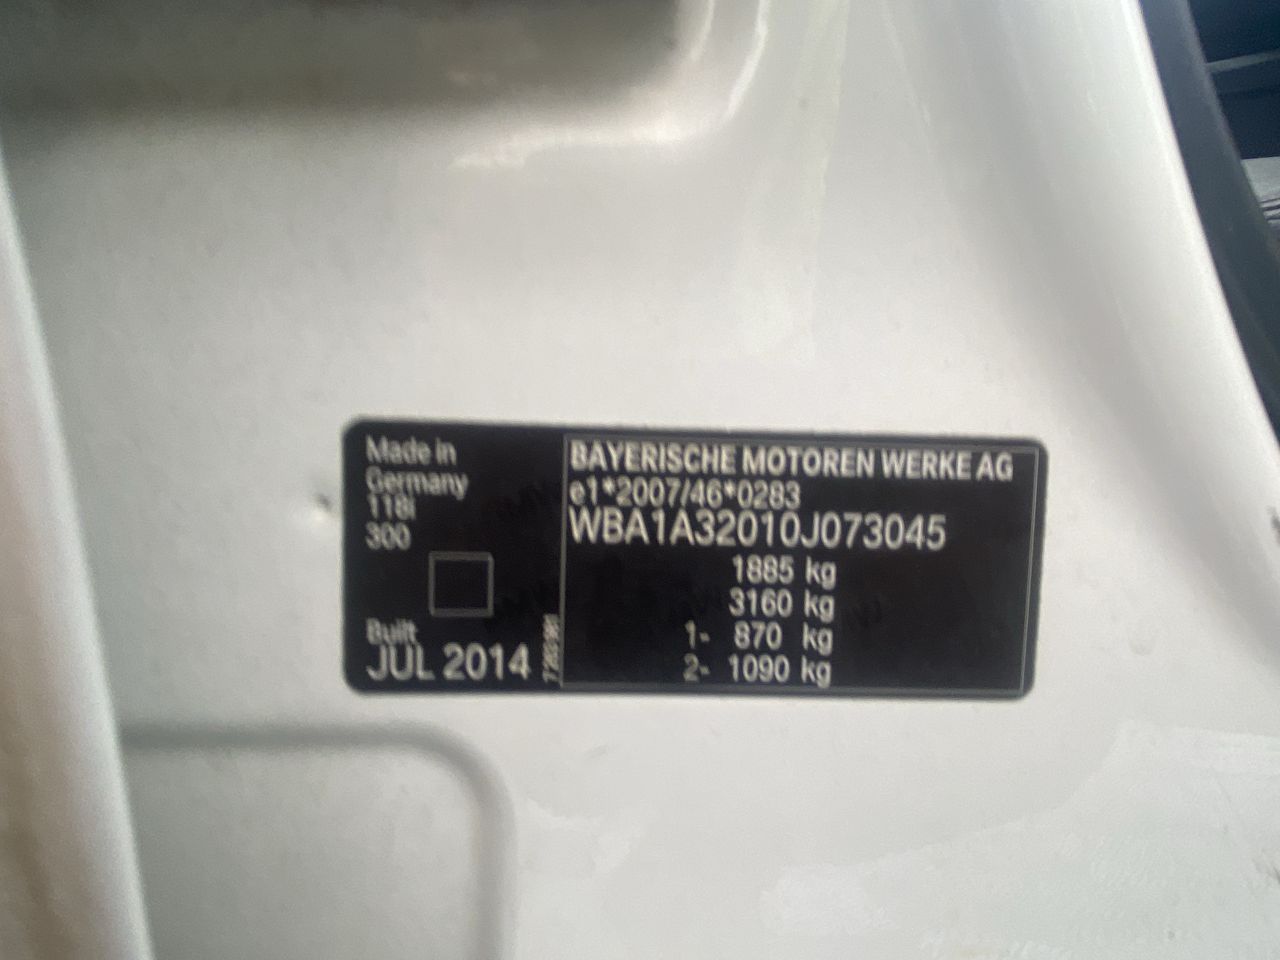 Made in
Germany
118i
300
Built
JUL 2014
BAYERISCHE MOTOREN WERKE AG
e1*2007/46*0283
WBA1A32010J073045
1885 kg
3160 kg
1- 870 kg
2- 1090 kg